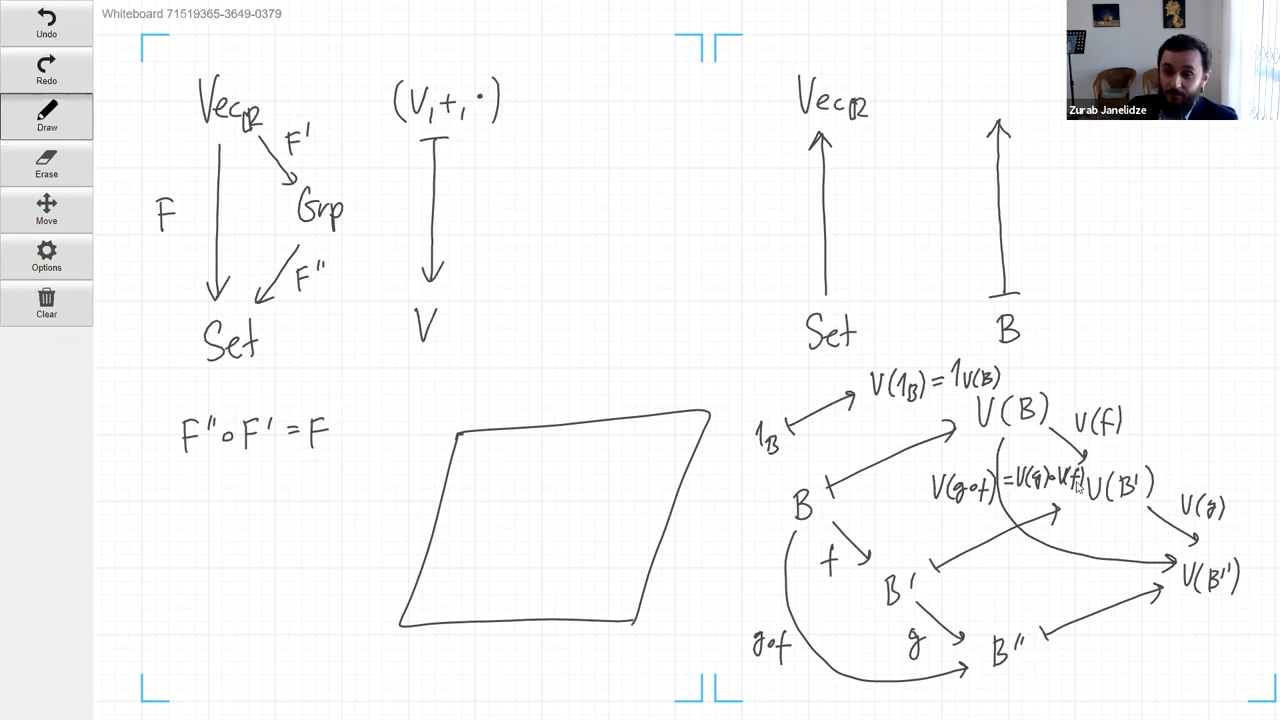 Whiteboard 71519365-3649-0379
Undo
Redo
Draw
Erase
Move
Options
Clear
Zurab Janelidze
Vecℝ
(V, +, ·)
F'
F
Grp
F''
Set
V
F'' ∘ F' = F
Vecℝ
Set
B
1_B
V(1_B) = 1_V(B)
V(B)
V(f)
B
V(g∘f) = V(g)∘V(f)
V(B')
V(g)
f
B'
V(B'')
g∘f
g
B''